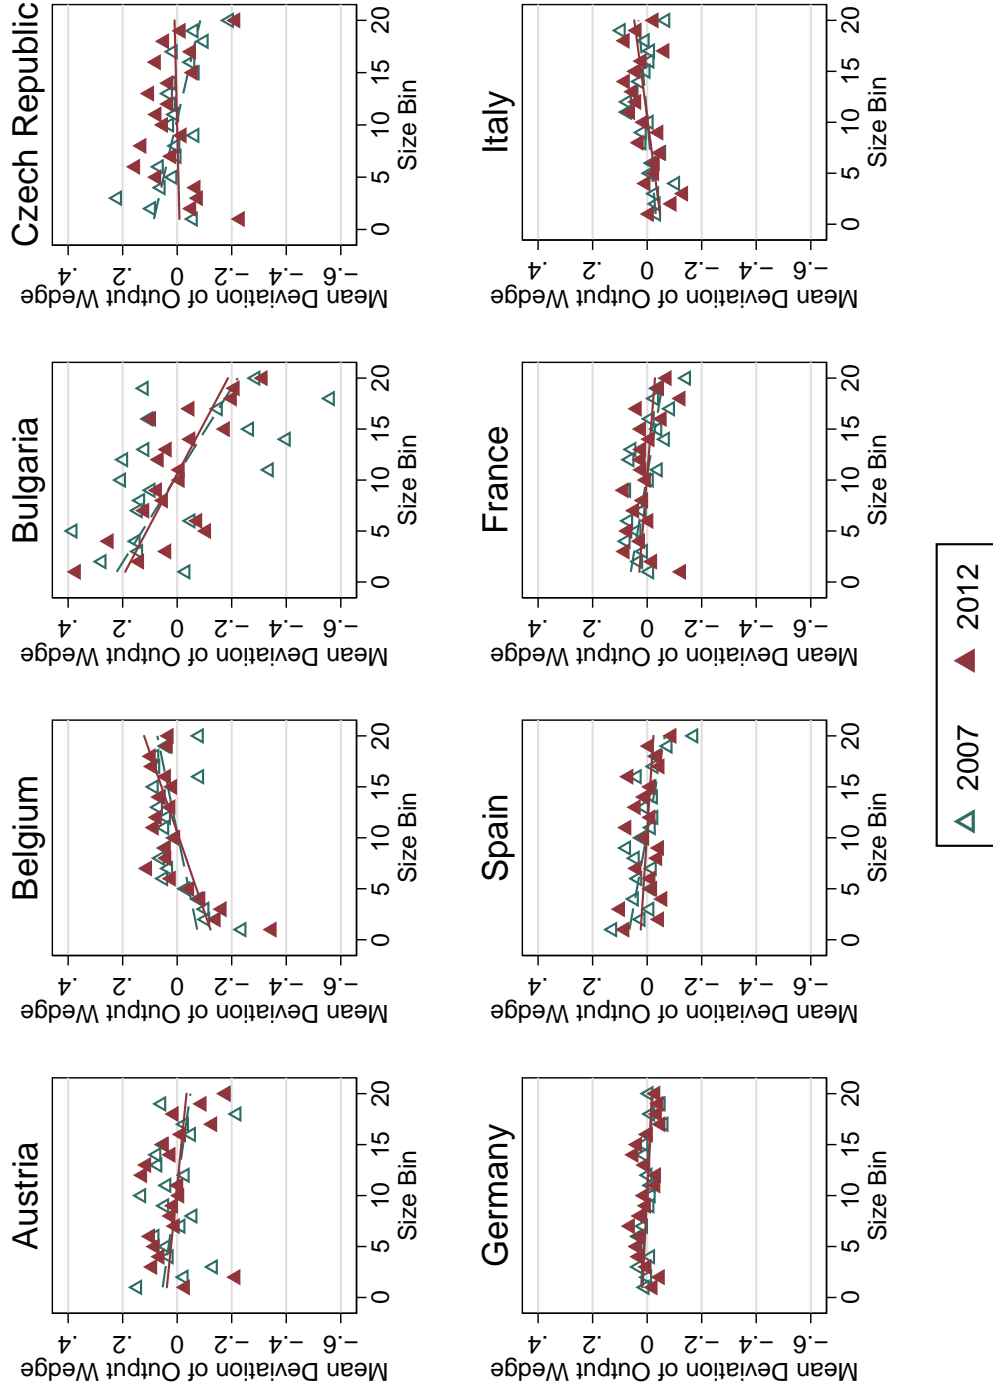 Austria
Mean Deviation of Output Wedge
.4
.2
0
-.2
-.4
-.6
0 5 10 15 20
Size Bin
Belgium
Mean Deviation of Output Wedge
.4
.2
0
-.2
-.4
-.6
0 5 10 15 20
Size Bin
Bulgaria
Mean Deviation of Output Wedge
.4
.2
0
-.2
-.4
-.6
0 5 10 15 20
Size Bin
Czech Republic
Mean Deviation of Output Wedge
.4
.2
0
-.2
-.4
-.6
0 5 10 15 20
Size Bin
Germany
Mean Deviation of Output Wedge
.4
.2
0
-.2
-.4
-.6
0 5 10 15 20
Size Bin
Spain
Mean Deviation of Output Wedge
.4
.2
0
-.2
-.4
-.6
0 5 10 15 20
Size Bin
France
Mean Deviation of Output Wedge
.4
.2
0
-.2
-.4
-.6
0 5 10 15 20
Size Bin
Italy
Mean Deviation of Output Wedge
.4
.2
0
-.2
-.4
-.6
0 5 10 15 20
Size Bin
2007 2012